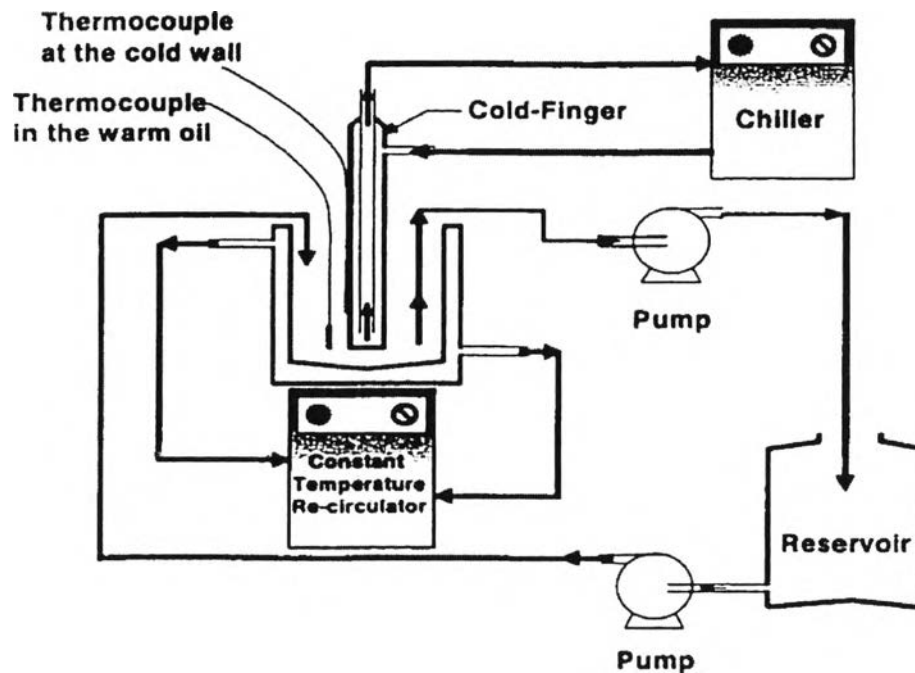 Thermocouple
at the cold wall
Thermocouple
in the warm oil
Cold-Finger
Chiller
Pump
Constant
Temperature
Re-circulator
Reservoir
Pump